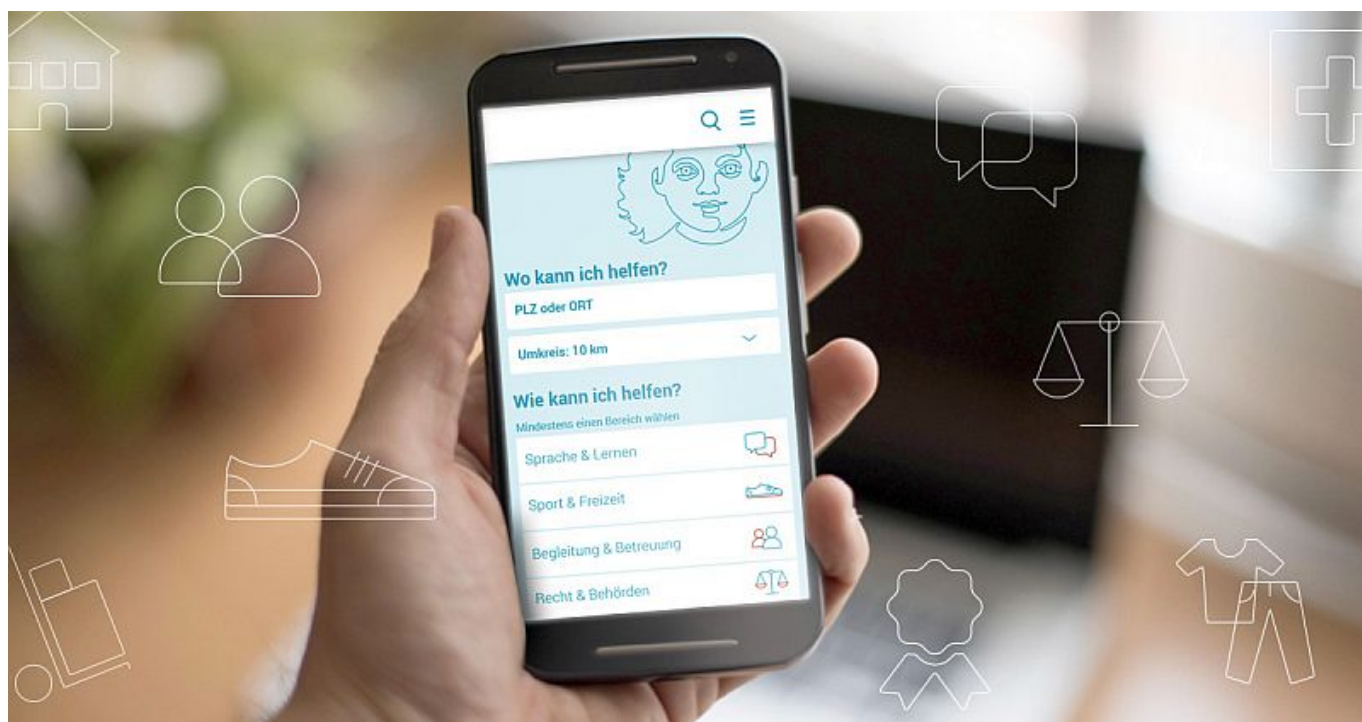 Wo kann ich helfen?
PLZ oder ORT
Umkreis: 10 km
Wie kann ich helfen?
Mindestens einen Bereich wählen
Sprache & Lernen
Sport & Freizeit
Begleitung & Betreuung
Recht & Behörden